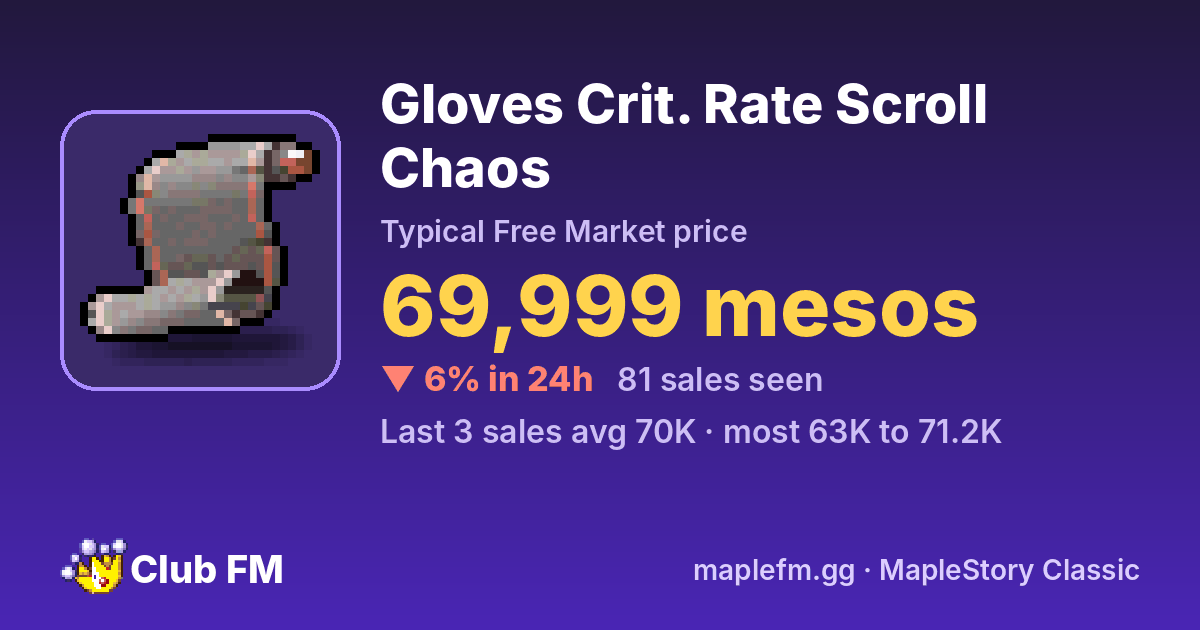 Gloves Crit. Rate Scroll
Chaos
Typical Free Market price
69,999 mesos
▼ 6% in 24h 81 sales seen
Last 3 sales avg 70K · most 63K to 71.2K
Club FM
maplefm.gg · MapleStory Classic